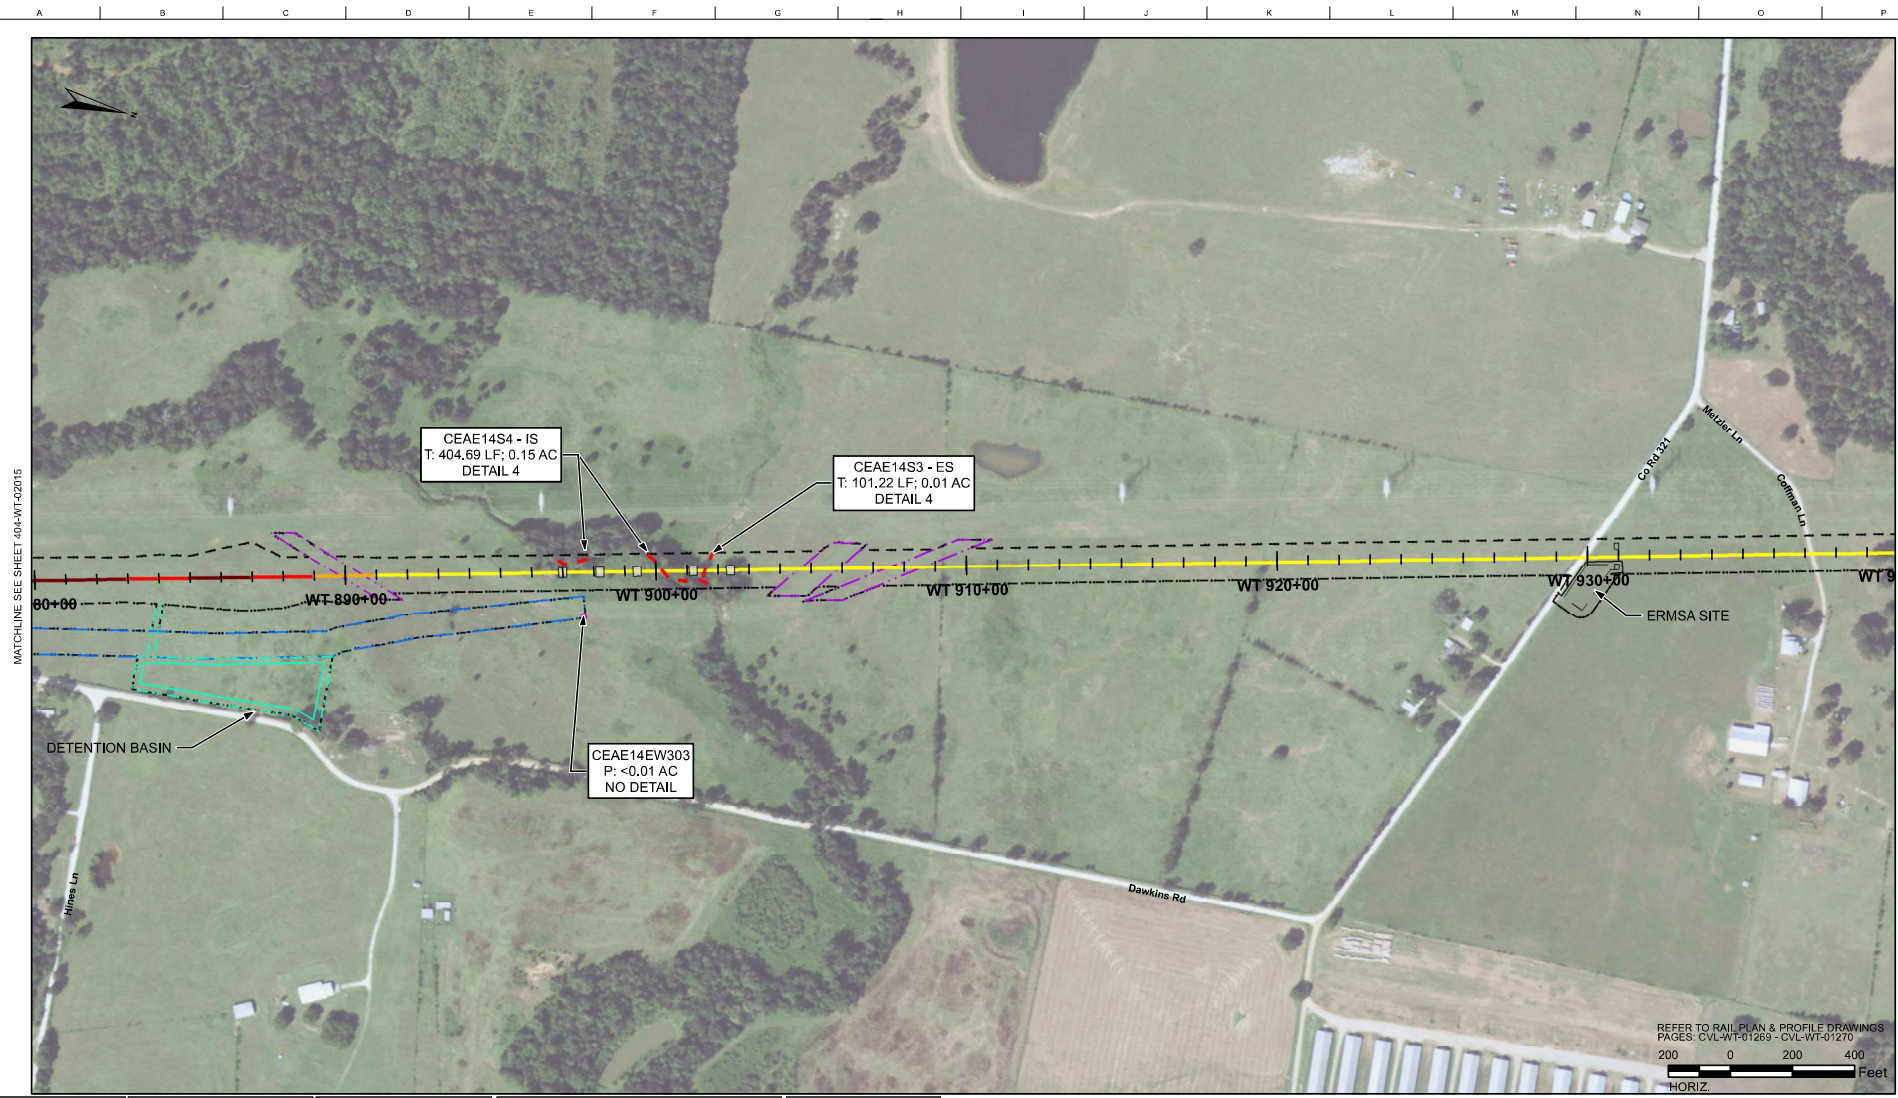 A B C D E F G H I J K L M N O P
N
MATCHLINE SEE SHEET 404-WT-02015
CEAE14S4 - IS
T: 404.69 LF; 0.15 AC
DETAIL 4
CEAE14S3 - ES
T: 101.22 LF; 0.01 AC
DETAIL 4
Co Rd 321
Metzler Ln
Coffman Ln
80+00
WT 890+00
WT 900+00
WT 910+00
WT 920+00
WT 930+00
WT 9
ERMSA SITE
DETENTION BASIN
CEAE14EW303
P: <0.01 AC
NO DETAIL
Hines Ln
Dawkins Rd
REFER TO RAIL PLAN & PROFILE DRAWINGS
PAGES: CVL-WT-01269 - CVL-WT-01270
200 0 200 400
Feet
HORIZ.